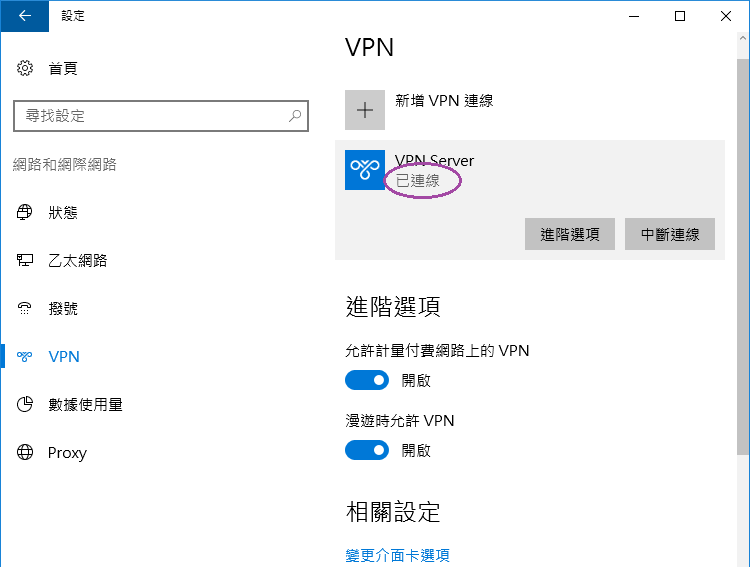 設定
首頁
尋找設定
網路和網際網路
狀態
乙太網路
撥號
VPN
數據使用量
Proxy
VPN
新增 VPN 連線
VPN Server
已連線
進階選項
中斷連線
進階選項
允許計量付費網路上的 VPN
開啟
漫遊時允許 VPN
開啟
相關設定
變更介面卡選項